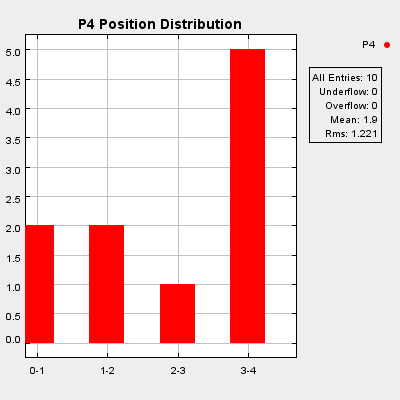 P4 Position Distribution
P4
All Entries: 10
Underflow: 0
Overflow: 0
Mean: 1.9
Rms: 1.221
5.0
4.5
4.0
3.5
3.0
2.5
2.0
1.5
1.0
0.5
0.0
0-1
1-2
2-3
3-4